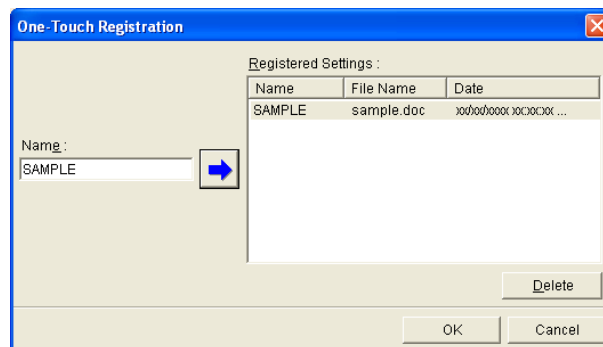 One-Touch Registration
Registered Settings :
Name File Name Date
SAMPLE sample.doc xx/xx/xxxx xx:xx:xx ...
Name :
SAMPLE
Delete
OK Cancel